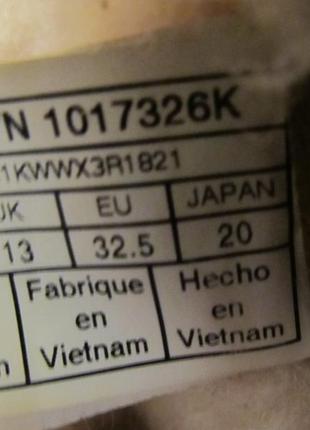 N 1017326K
1KWWX3R1821
UK EU JAPAN
13 32.5 20
Fabrique Hecho
en en
Vietnam Vietnam